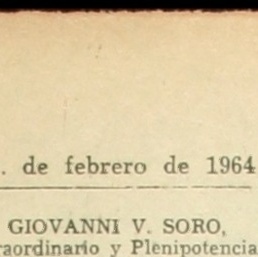 . de febrero de 1964
GIOVANNI V. SORO,
raordinario y Plenipotencia